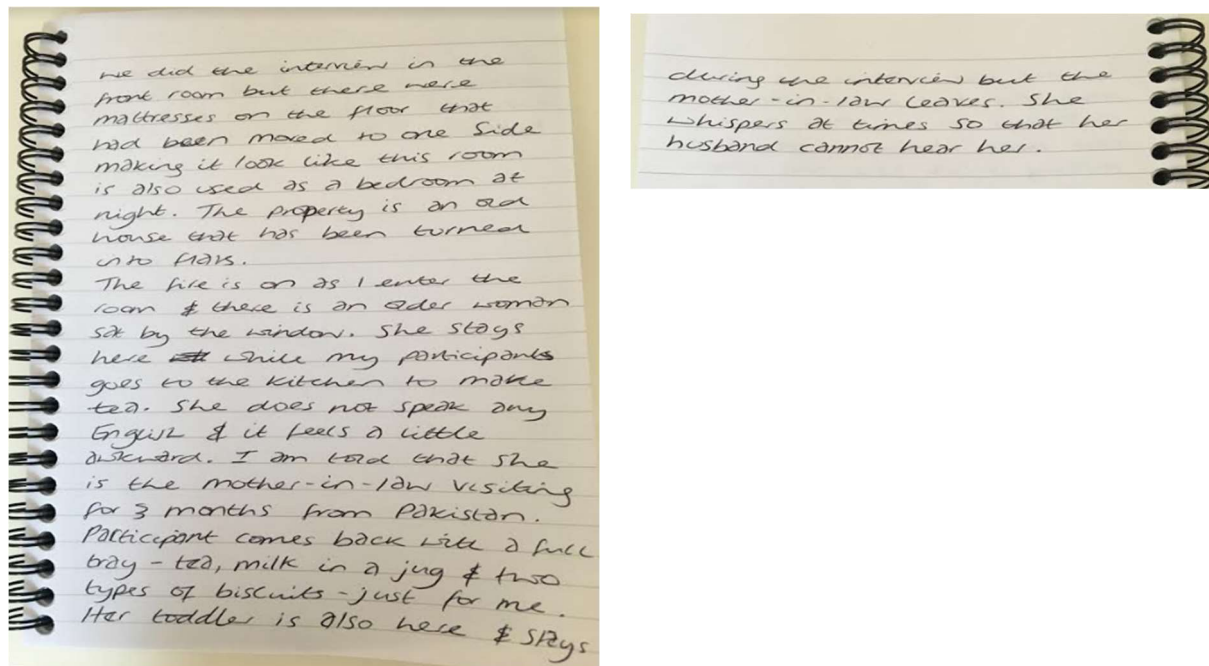 we did the interview in the
front room but there were
mattresses on the floor that
had been moved to one side
making it look like this room
is also used as a bedroom at
night. The property is an old
house that has been turned
into flats.
The fire is on as I enter the
room & there is an older woman
sat by the window. She stays
here while my participants
goes to the kitchen to make
tea. She does not speak any
English & it feels a little
awkward. I am told that she
is the mother-in-law visiting
for 3 months from Pakistan.
Participant comes back with a full
tray - tea, milk in a jug & two
types of biscuits - just for me.
Her toddler is also here & stays
during the interview but the
mother-in-law leaves. She
whispers at times so that her
husband cannot hear her.